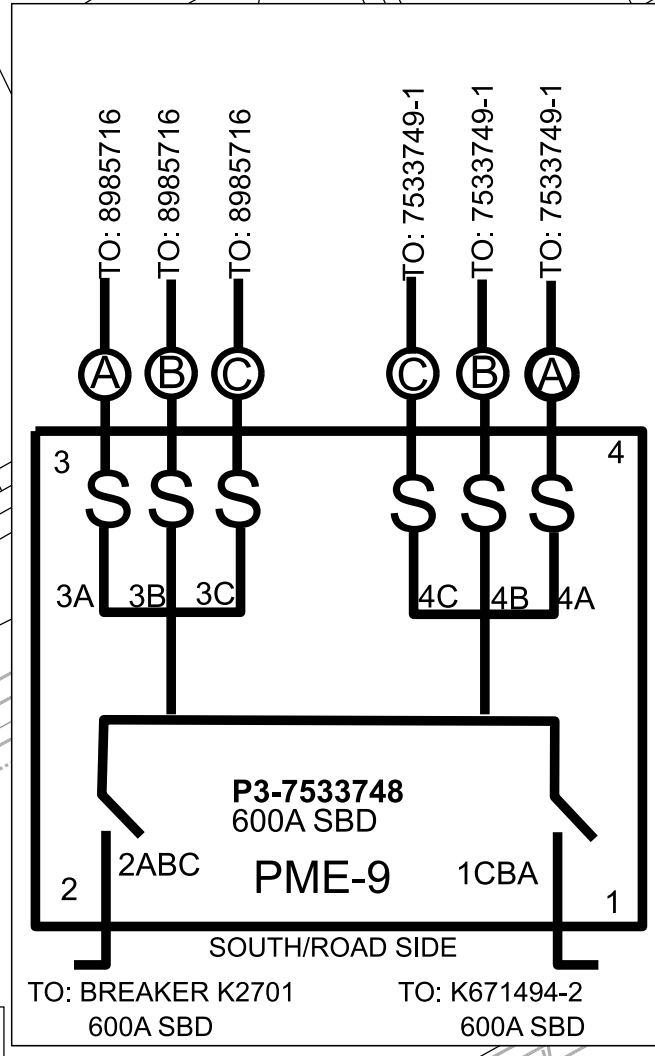 TO: 8985716
TO: 8985716
TO: 8985716
TO: 7533749-1
TO: 7533749-1
TO: 7533749-1
A
B
C
C
B
A
3
4
S
S
S
S
S
S
3A
3B
3C
4C
4B
4A
P3-7533748
600A SBD
2ABC
PME-9
1CBA
2
1
SOUTH/ROAD SIDE
TO: BREAKER K2701
600A SBD
TO: K671494-2
600A SBD